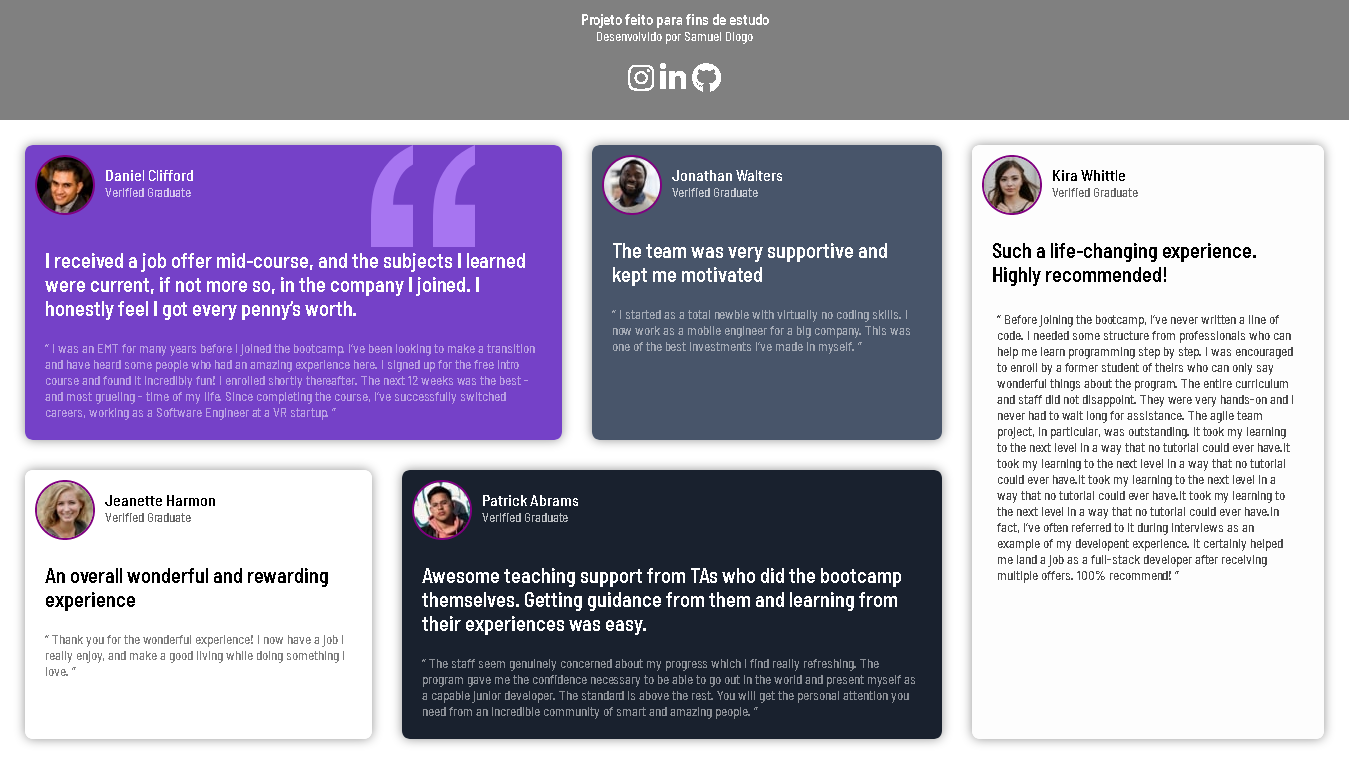 Projeto feito para fins de estudo
Desenvolvido por Samuel Diogo
Daniel Clifford
Verified Graduate
I received a job offer mid-course, and the subjects I learned
were current, if not more so, in the company I joined. I
honestly feel I got every penny's worth.
“ I was an EMT for many years before I joined the bootcamp. I've been looking to make a transition
and have heard some people who had an amazing experience here. I signed up for the free intro
course and found it incredibly fun! I enrolled shortly thereafter. The next 12 weeks was the best -
and most grueling - time of my life. Since completing the course, I've successfully switched
careers, working as a Software Engineer at a VR startup. ”
Jonathan Walters
Verified Graduate
The team was very supportive and
kept me motivated
“ I started as a total newbie with virtually no coding skills. I
now work as a mobile engineer for a big company. This was
one of the best investments I've made in myself. ”
Kira Whittle
Verified Graduate
Such a life-changing experience.
Highly recommended!
“ Before joining the bootcamp, I've never written a line of
code. I needed some structure from professionals who can
help me learn programming step by step. I was encouraged
to enroll by a former student of theirs who can only say
wonderful things about the program. The entire curriculum
and staff did not disappoint. They were very hands-on and I
never had to wait long for assistance. The agile team
project, in particular, was outstanding. It took my learning
to the next level in a way that no tutorial could ever have.It
took my learning to the next level in a way that no tutorial
could ever have.It took my learning to the next level in a
way that no tutorial could ever have.It took my learning to
the next level in a way that no tutorial could ever have.In
fact, I've often referred to it during interviews as an
example of my developent experience. It certainly helped
me land a job as a full-stack developer after receiving
multiple offers. 100% recommend! ”
Jeanette Harmon
Verified Graduate
An overall wonderful and rewarding
experience
“ Thank you for the wonderful experience! I now have a job I
really enjoy, and make a good living while doing something I
love. ”
Patrick Abrams
Verified Graduate
Awesome teaching support from TAs who did the bootcamp
themselves. Getting guidance from them and learning from
their experiences was easy.
“ The staff seem genuinely concerned about my progress which I find really refreshing. The
program gave me the confidence necessary to be able to go out in the world and present myself as
a capable junior developer. The standard is above the rest. You will get the personal attention you
need from an incredible community of smart and amazing people. ”